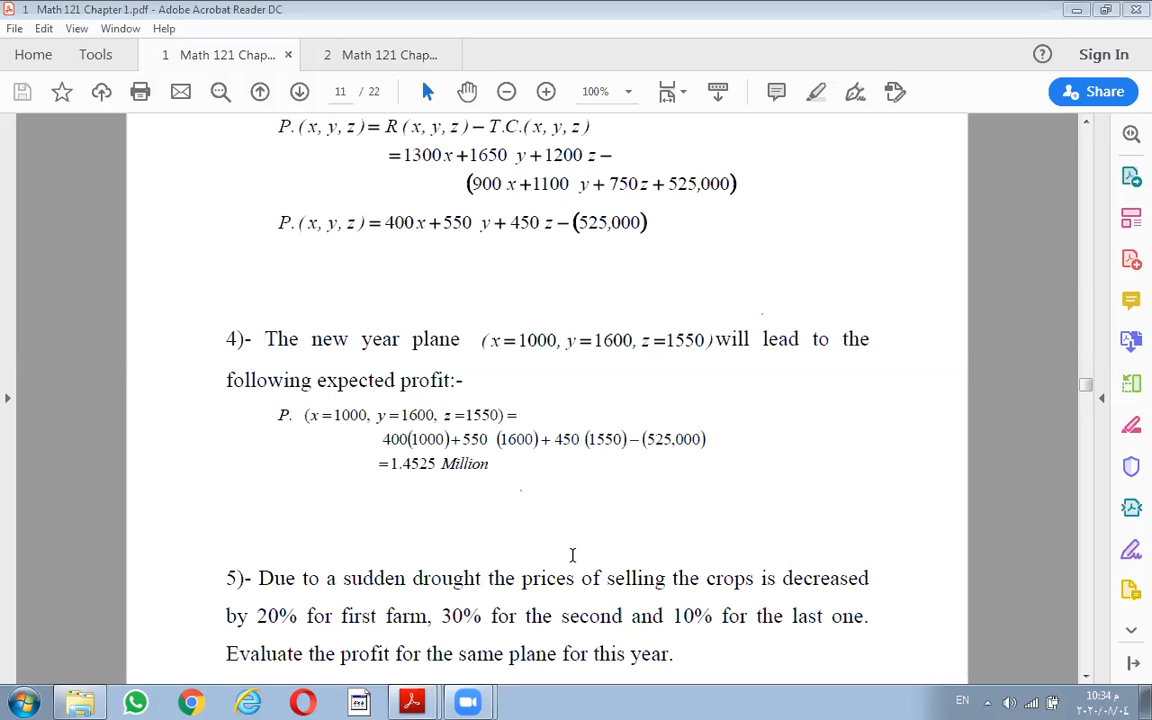 Math 121 Chapter 1.pdf - Adobe Acrobat Reader DC
File Edit View Window Help
Home Tools 1 Math 121 Chap... × 2 Math 121 Chap... Sign In
11 / 22 100% Share
P.(x, y, z) = R(x, y, z) − T.C.(x, y, z)
=1300x+1650 y+1200 z−
(900 x+1100 y+750z+525,000)
P.(x, y, z) = 400x+550 y+450 z−(525,000)
4)- The new year plane (x=1000, y=1600, z=1550) will lead to the
following expected profit:-
P. (x=1000, y=1600, z=1550) =
400(1000)+550 (1600)+450 (1550)−(525,000)
=1.4525 Million
5)- Due to a sudden drought the prices of selling the crops is decreased
by 20% for first farm, 30% for the second and 10% for the last one.
Evaluate the profit for the same plane for this year.
EN 10:34 م
٢٠٢٠/٠٨/٠٤